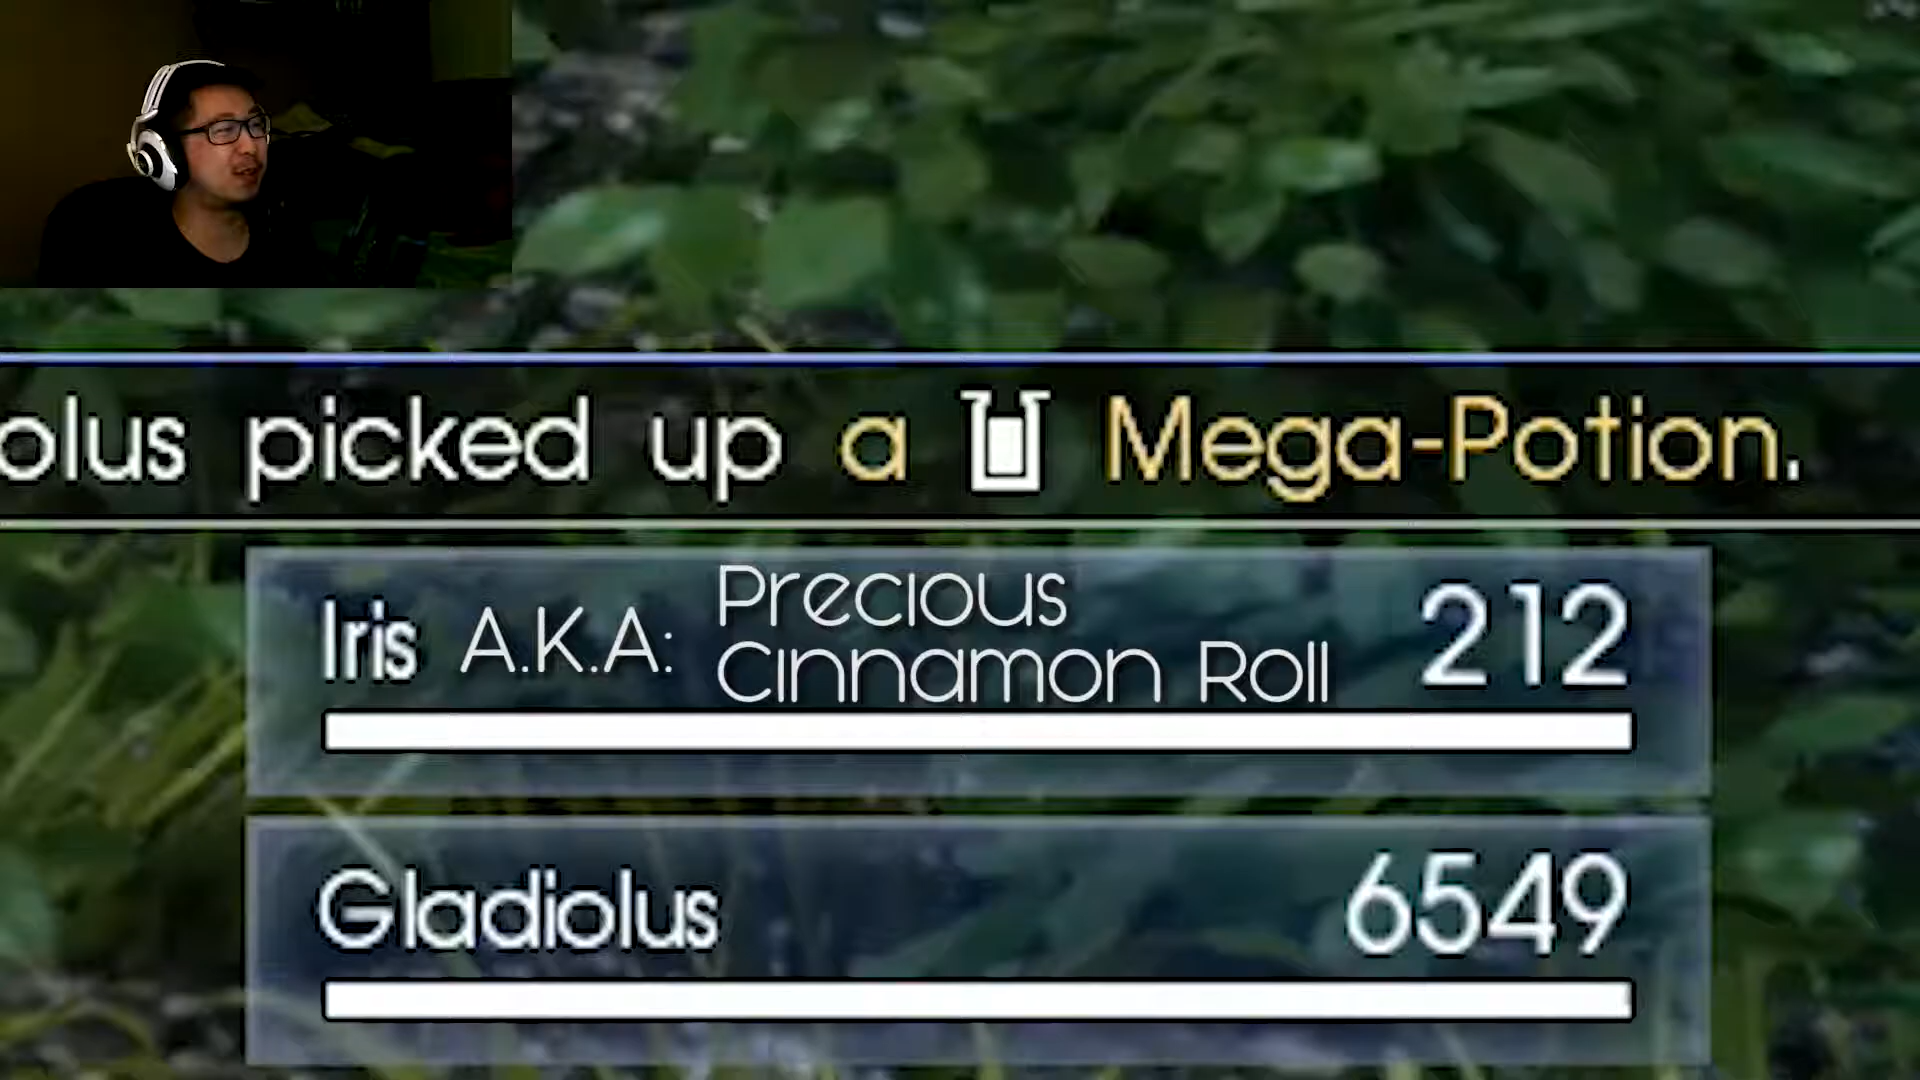 olus picked up a Mega-Potion.
Iris A.K.A: Precious Cinnamon Roll 212
Gladiolus 6549